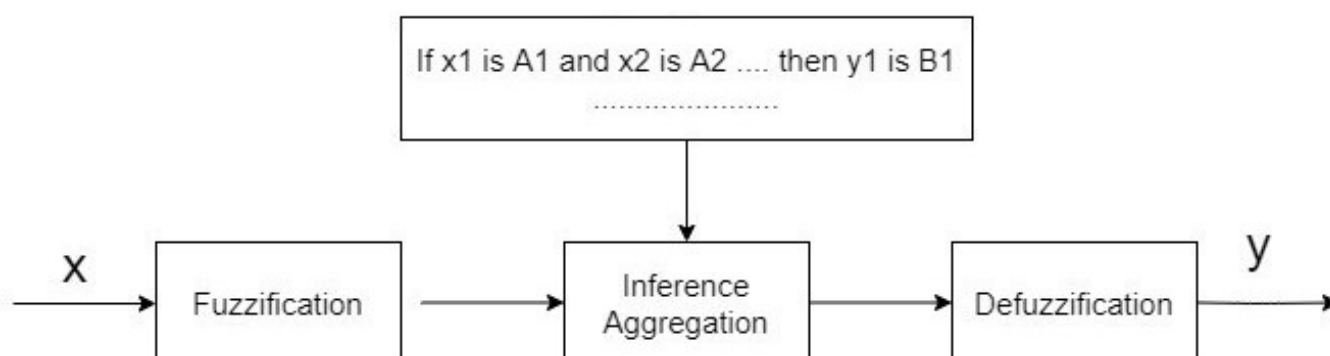 If x1 is A1 and x2 is A2 .... then y1 is B1
......................
x
Fuzzification
Inference
Aggregation
Defuzzification
y